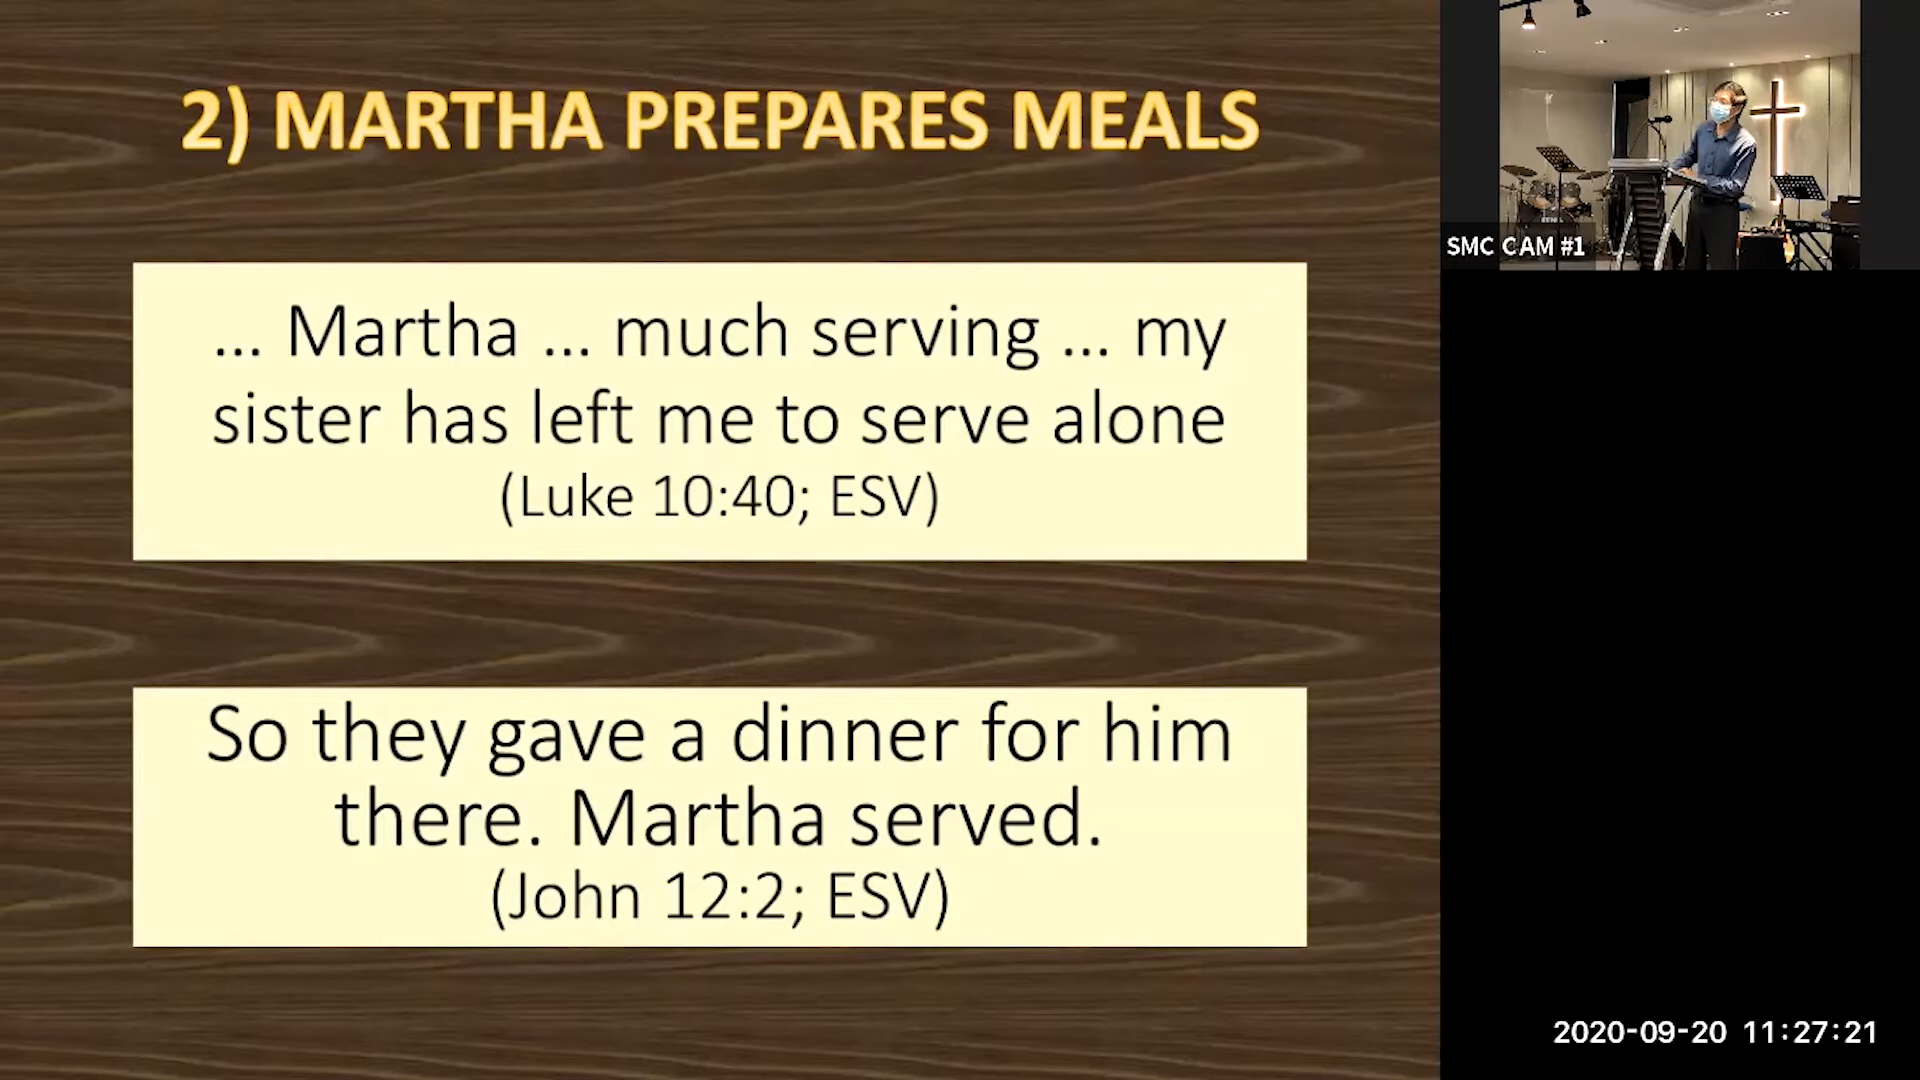 2) MARTHA PREPARES MEALS
... Martha ... much serving ... my
sister has left me to serve alone
(Luke 10:40; ESV)
So they gave a dinner for him
there. Martha served.
(John 12:2; ESV)
SMC CAM #1
2020-09-20 11:27:21